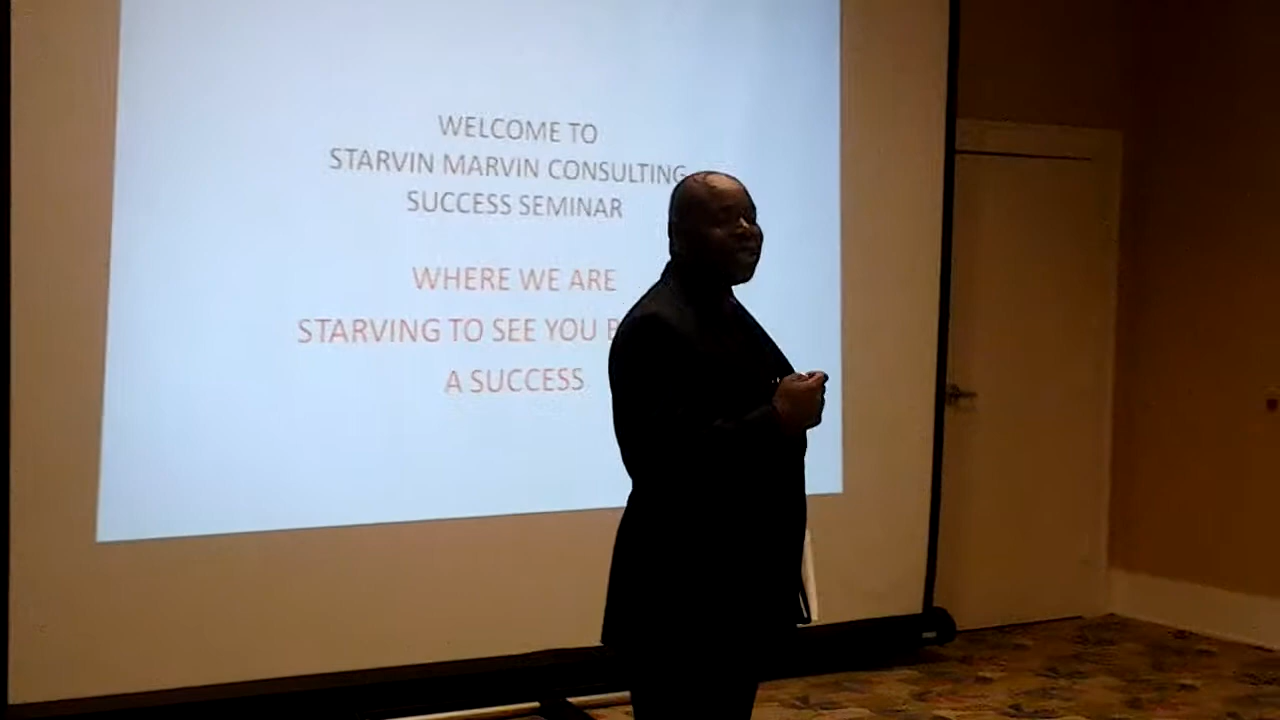 WELCOME TO
STARVIN MARVIN CONSULTING
SUCCESS SEMINAR
WHERE WE ARE
STARVING TO SEE YOU
A SUCCESS